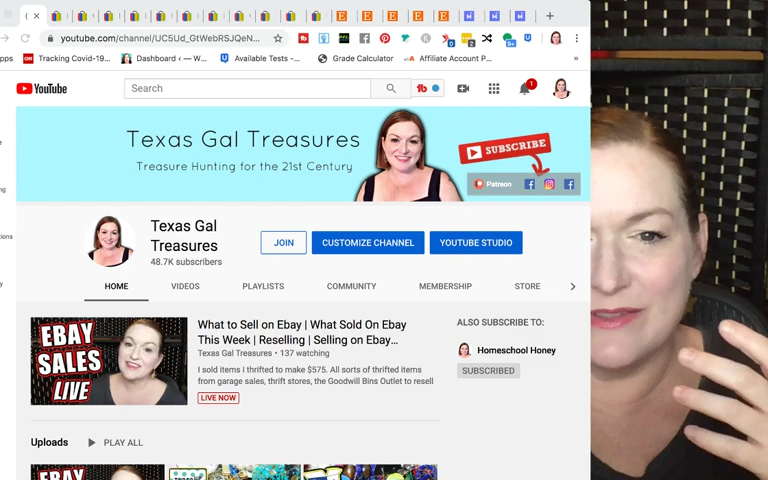 youtube.com/channel/UC5Ud_GtWebRSJQeN...
Tracking Covid-19...
Dashboard ‹ — W...
Available Tests –...
Grade Calculator
Affiliate Account P...
»
YouTube
Search
1
Texas Gal Treasures
Treasure Hunting for the 21st Century
SUBSCRIBE
Patreon
Texas Gal
Treasures
48.7K subscribers
JOIN
CUSTOMIZE CHANNEL
YOUTUBE STUDIO
HOME
VIDEOS
PLAYLISTS
COMMUNITY
MEMBERSHIP
STORE
EBAY
SALES
LIVE
What to Sell on Ebay | What Sold On Ebay
This Week | Reselling | Selling on Ebay...
Texas Gal Treasures • 137 watching
I sold items I thrifted to make $575. All sorts of thrifted items
from garage sales, thrift stores, the Goodwill Bins Outlet to resell
LIVE NOW
ALSO SUBSCRIBE TO:
Homeschool Honey
SUBSCRIBED
Uploads
PLAY ALL
EBAY